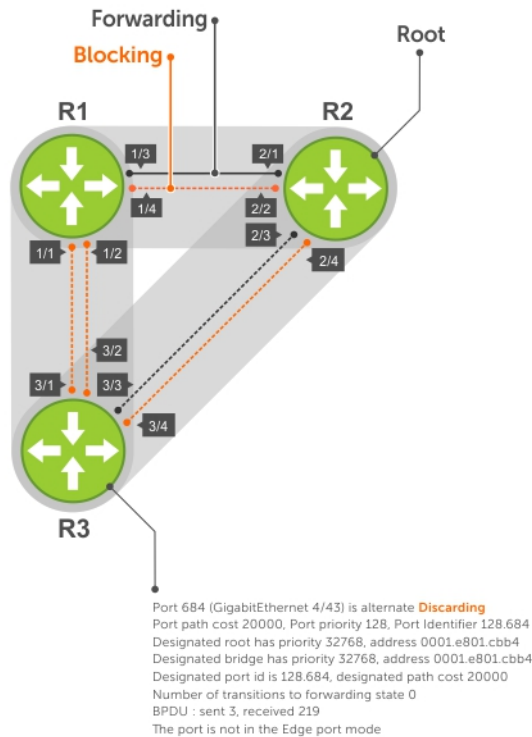 Forwarding
Blocking
Root
R1
R2
1/3
2/1
1/4
2/2
2/3
1/1
1/2
2/4
3/2
3/1
3/3
3/4
R3
Port 684 (GigabitEthernet 4/43) is alternate Discarding
Port path cost 20000, Port priority 128, Port Identifier 128.684
Designated root has priority 32768, address 0001.e801.cbb4
Designated bridge has priority 32768, address 0001.e801.cbb4
Designated port id is 128.684, designated path cost 20000
Number of transitions to forwarding state 0
BPDU : sent 3, received 219
The port is not in the Edge port mode